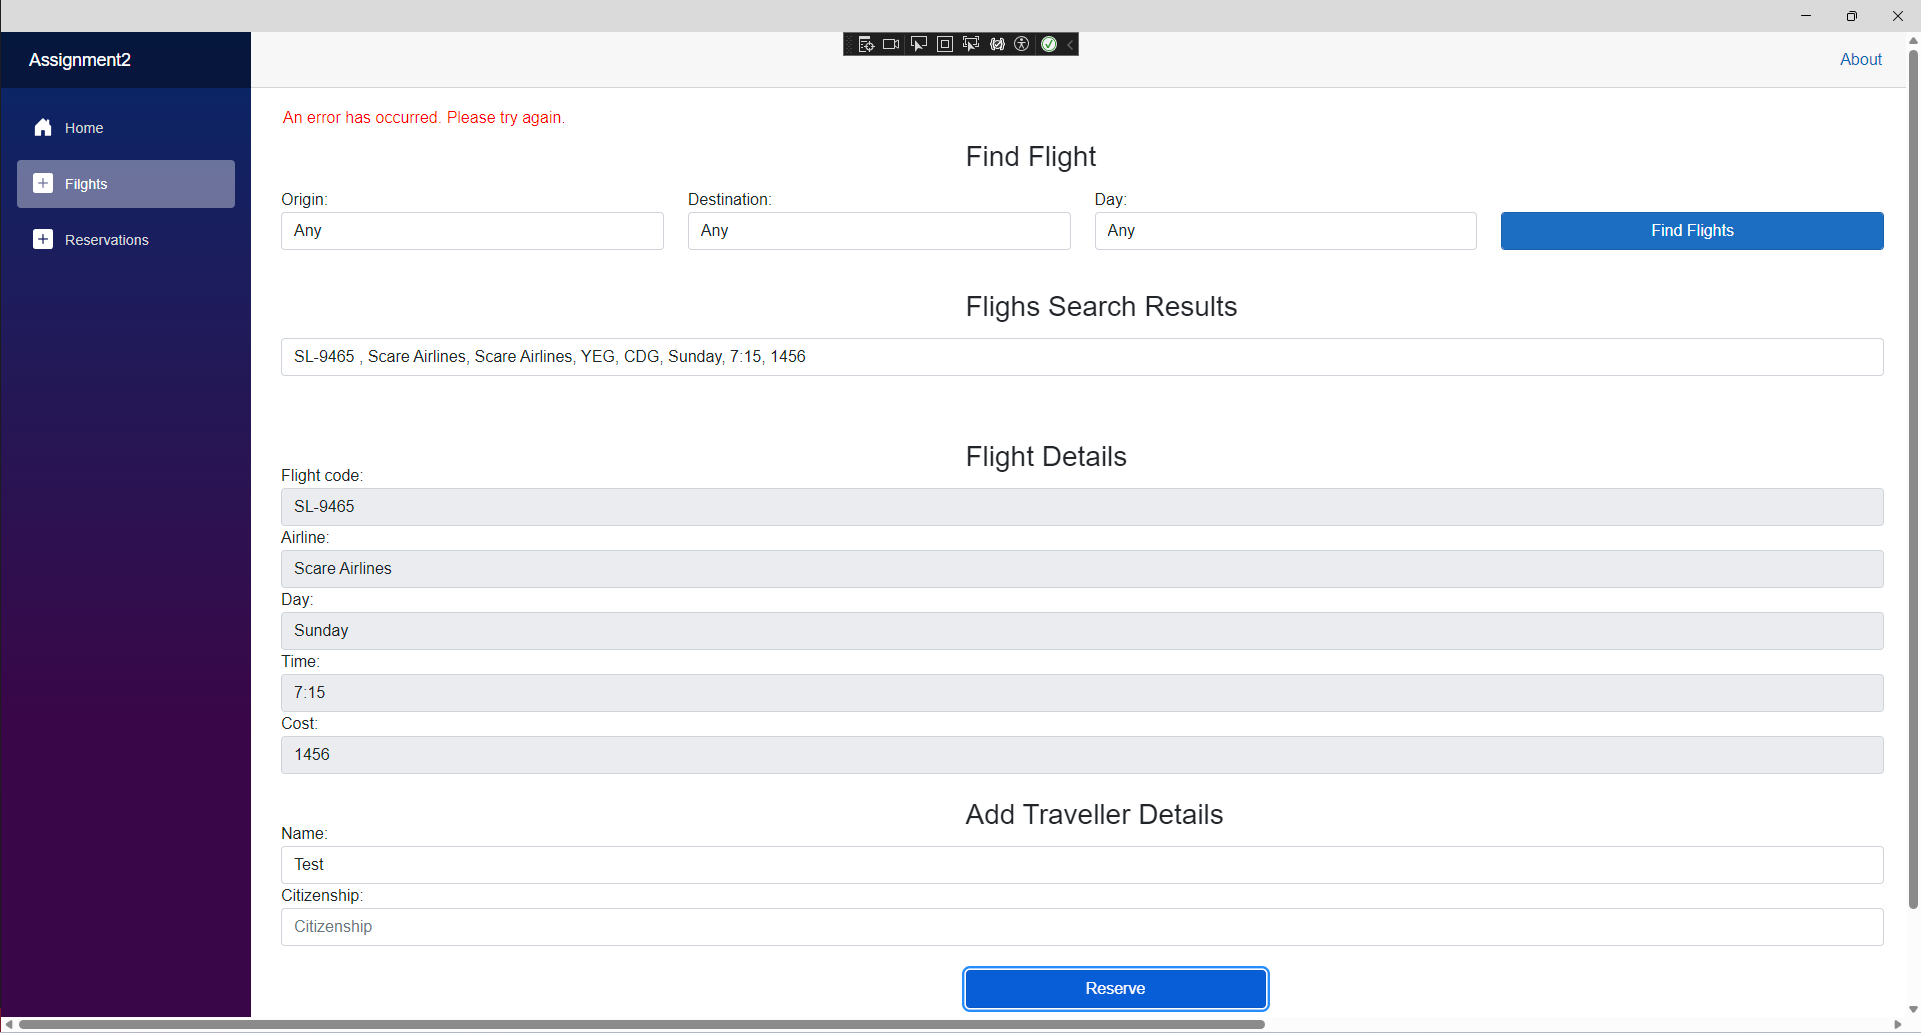 Assignment2
About
Home
Filghts
Reservations
An error has occurred. Please try again.
Find Flight
Origin:
Destination:
Day:
Any
Any
Any
Find Flights
Flighs Search Results
SL-9465 , Scare Airlines, Scare Airlines, YEG, CDG, Sunday, 7:15, 1456
Flight Details
Flight code:
SL-9465
Airline:
Scare Airlines
Day:
Sunday
Time:
7:15
Cost:
1456
Add Traveller Details
Name:
Test
Citizenship:
Citizenship
Reserve